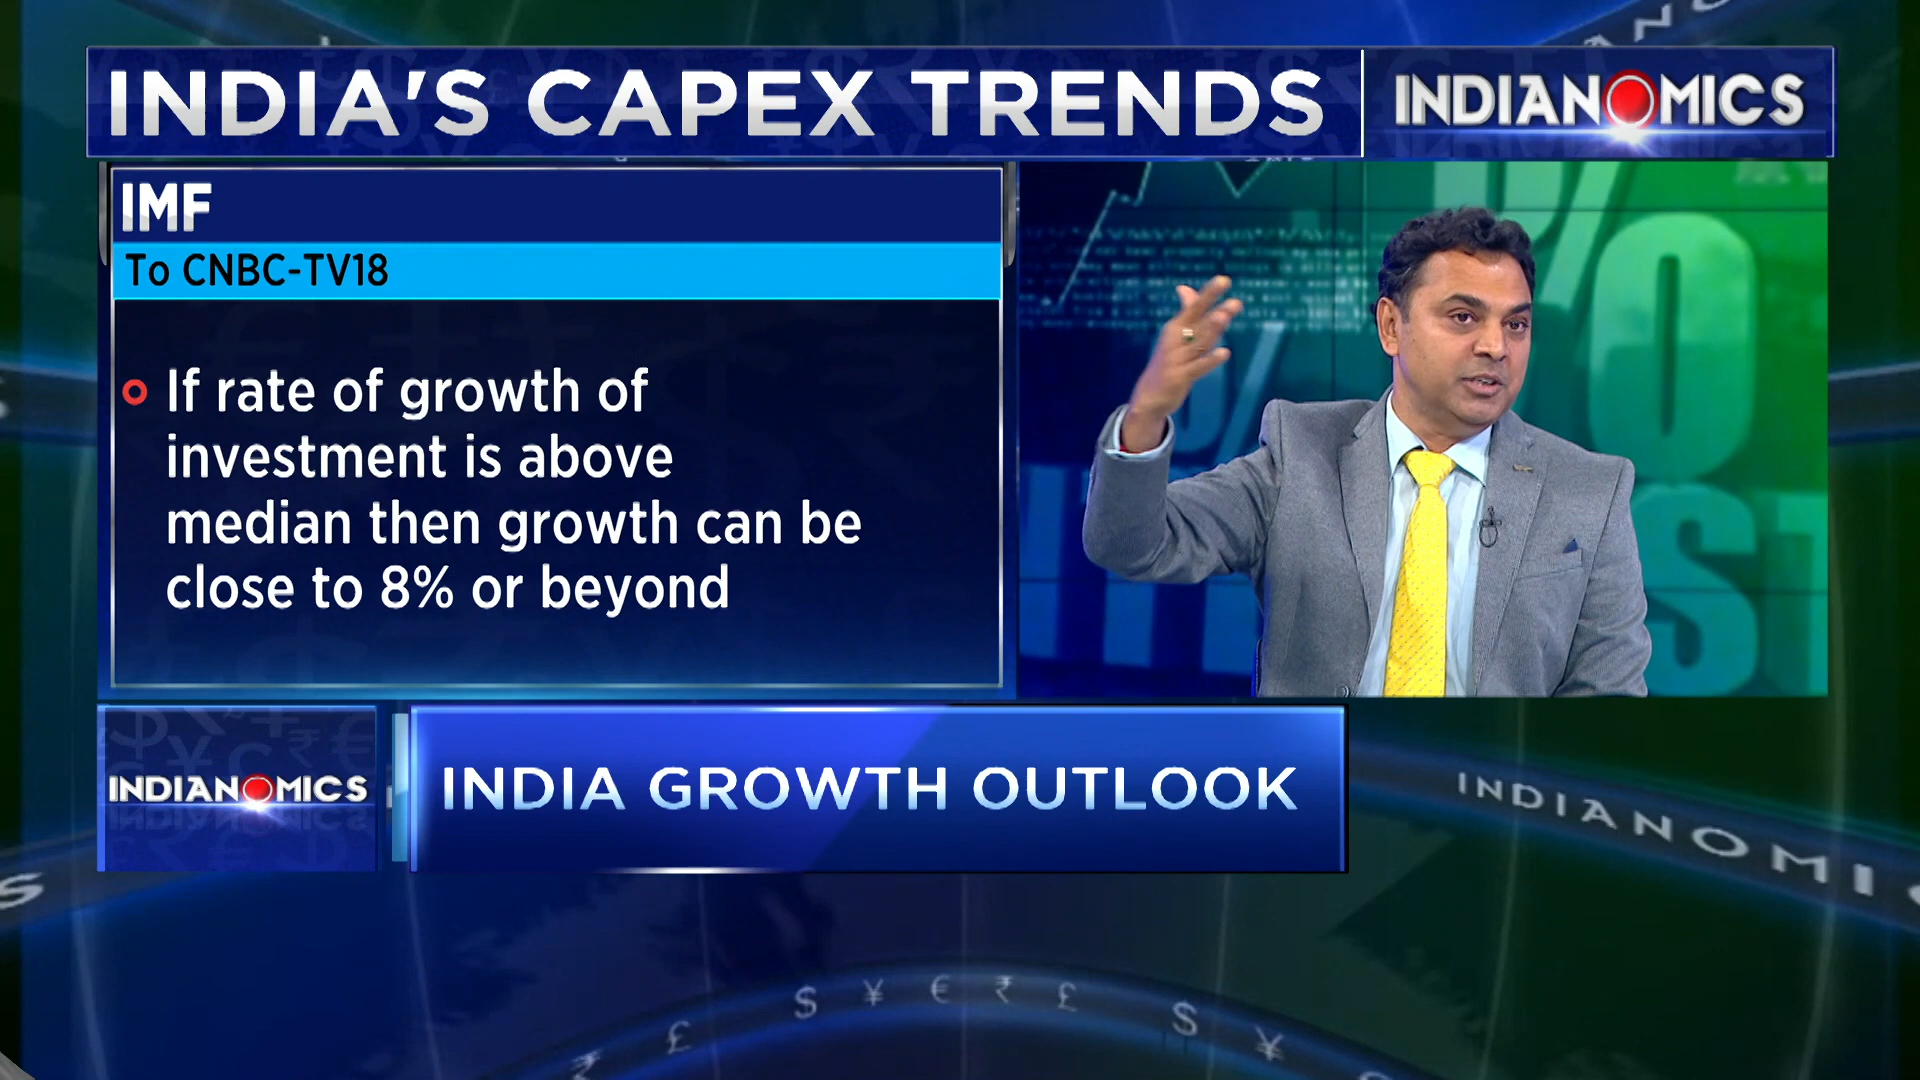 INDIA'S CAPEX TRENDS
INDIANOMICS
IMF
To CNBC-TV18
If rate of growth of
investment is above
median then growth can be
close to 8% or beyond
INDIANOMICS
INDIA GROWTH OUTLOOK
INDIANOMIC
$ ¥ € ₹ £
£
$
¥
₹